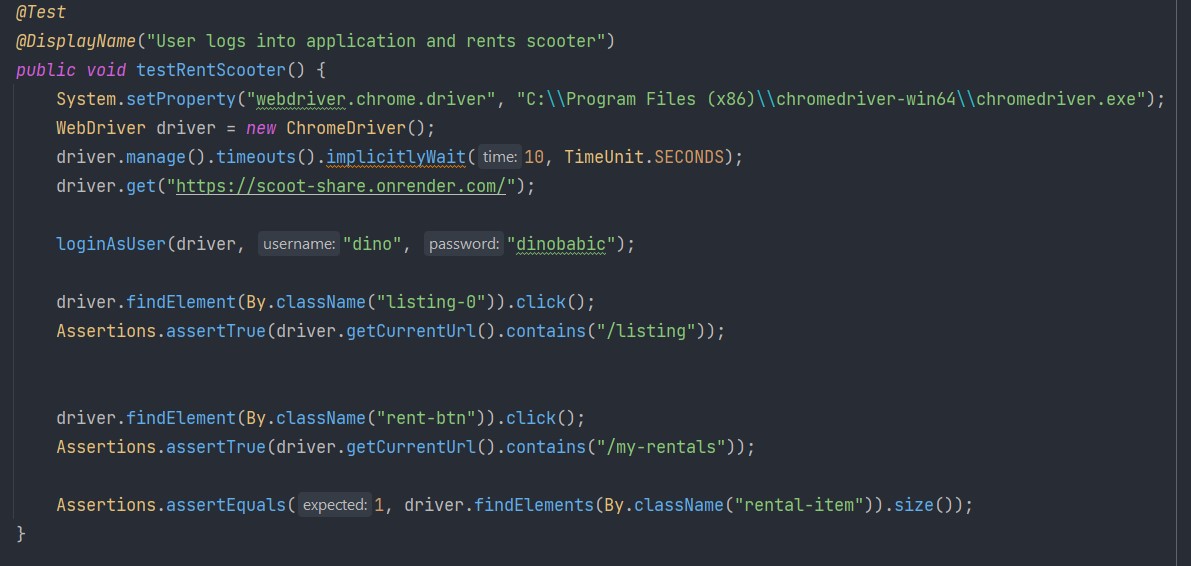 @Test
@DisplayName("User logs into application and rents scooter")
public void testRentScooter() {
System.setProperty("webdriver.chrome.driver", "C:\\Program Files (x86)\\chromedriver-win64\\chromedriver.exe");
WebDriver driver = new ChromeDriver();
driver.manage().timeouts().implicitlyWait( time: 10, TimeUnit.SECONDS);
driver.get("https://scoot-share.onrender.com/");
loginAsUser(driver, username: "dino", password: "dinobabic");
driver.findElement(By.className("listing-0")).click();
Assertions.assertTrue(driver.getCurrentUrl().contains("/listing"));
driver.findElement(By.className("rent-btn")).click();
Assertions.assertTrue(driver.getCurrentUrl().contains("/my-rentals"));
Assertions.assertEquals( expected: 1, driver.findElements(By.className("rental-item")).size());
}